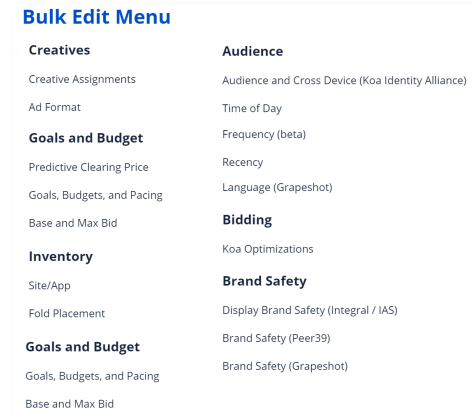 Bulk Edit Menu
Creatives
Creative Assignments
Ad Format
Goals and Budget
Predictive Clearing Price
Goals, Budgets, and Pacing
Base and Max Bid
Inventory
Site/App
Fold Placement
Goals and Budget
Goals, Budgets, and Pacing
Base and Max Bid
Audience
Audience and Cross Device (Koa Identity Alliance)
Time of Day
Frequency (beta)
Recency
Language (Grapeshot)
Bidding
Koa Optimizations
Brand Safety
Display Brand Safety (Integral / IAS)
Brand Safety (Peer39)
Brand Safety (Grapeshot)